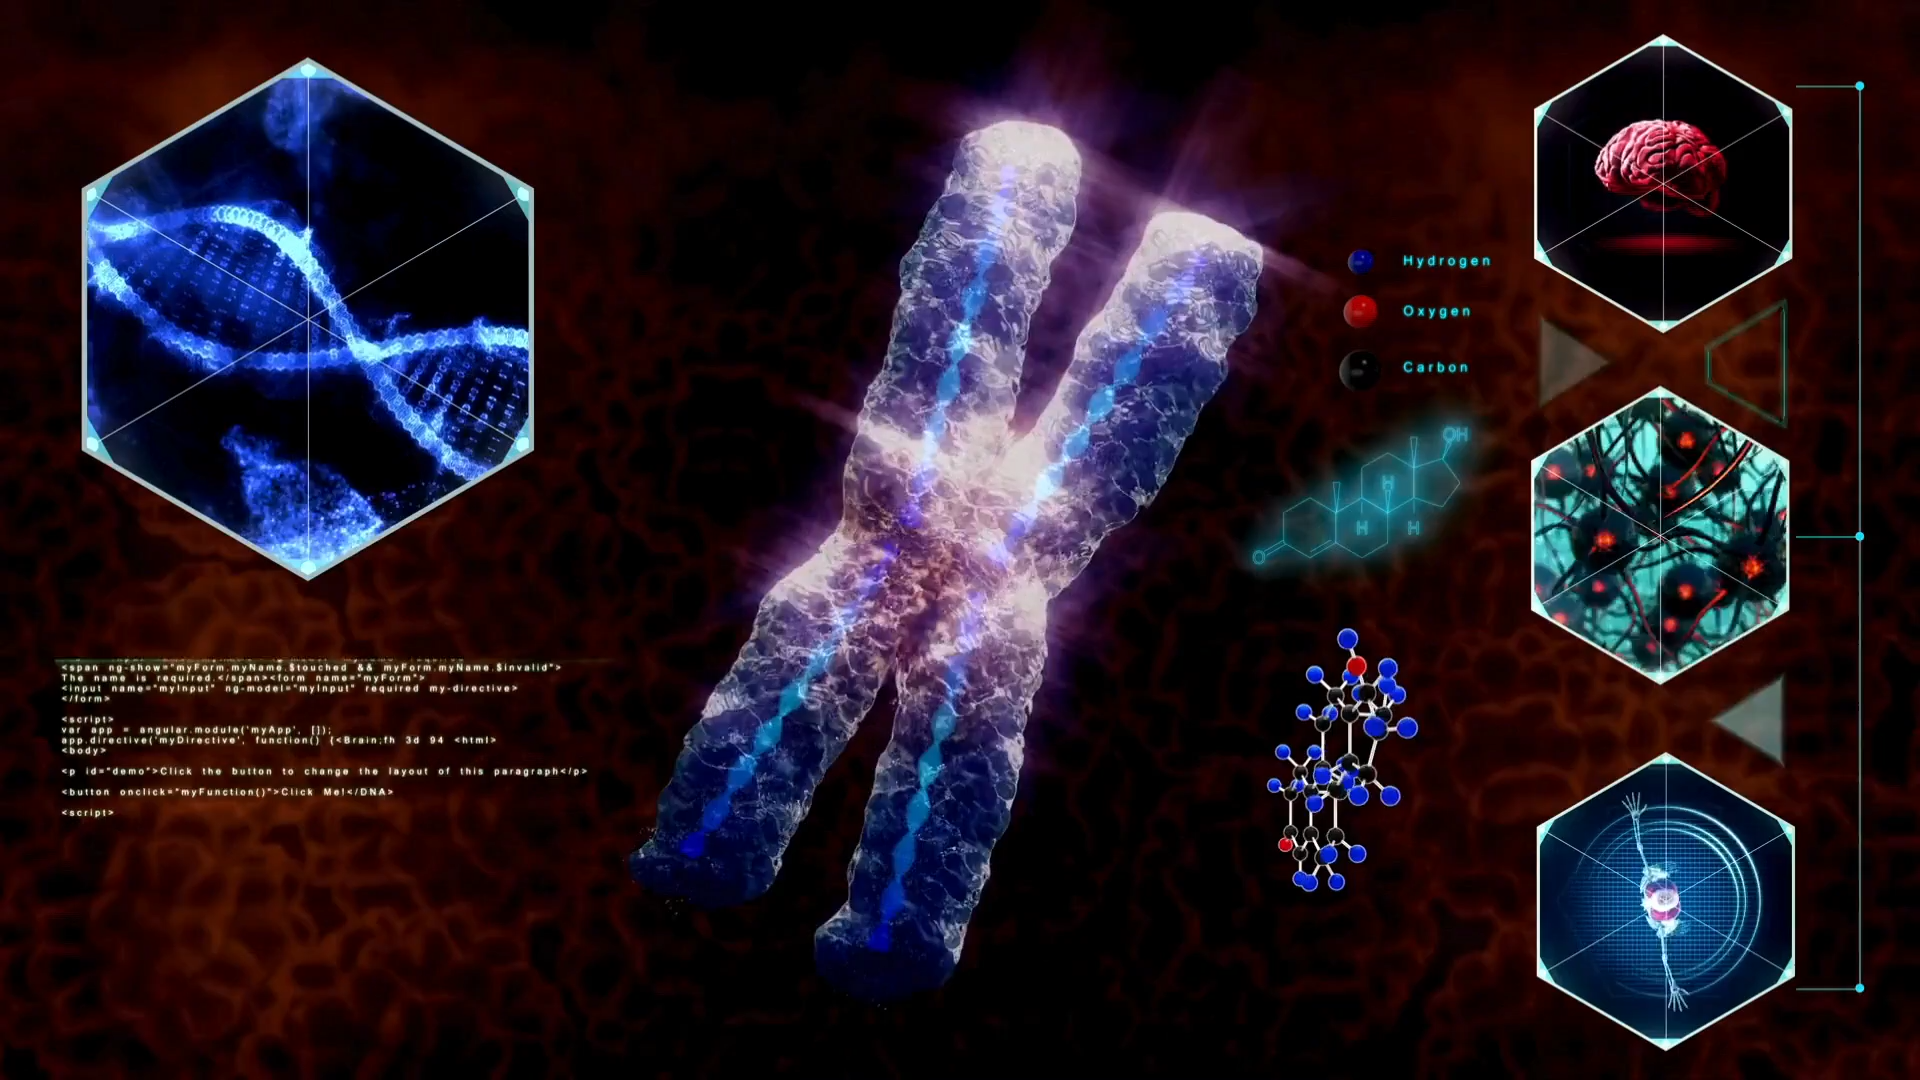 Hydrogen
Oxygen
Carbon
OH
H
H
H
O
<span ng-show="myForm.myName.$touched && myForm.myName.$invalid">
The name is required.</span><form name="myForm">
<input name="myInput" ng-model="myInput" required my-directive>
</form>
<script>
var app = angular.module('myApp', []);
app.directive('myDirective', function() {<Brain;fh 3d 94 <html>
<body>
<p id="demo">Click the button to change the layout of this paragraph</p>
<button onclick="myFunction()">Click Me!</DNA>
<script>